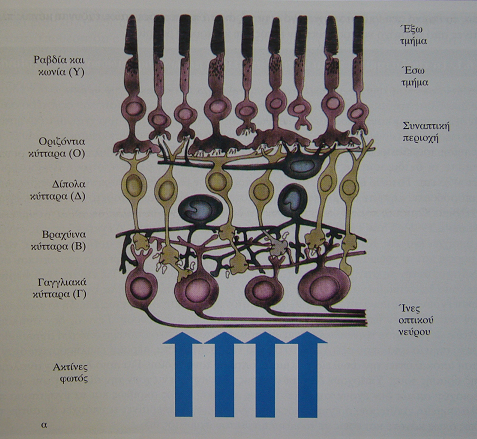 Ραβδία και
κωνία (Υ)
Οριζόντια
κύτταρα (Ο)
Δίπολα
κύτταρα (Δ)
Βραχύινα
κύτταρα (Β)
Γαγγλιακά
κύτταρα (Γ)
Ακτίνες
φωτός
α
Έξω
τμήμα
Έσω
τμήμα
Συναπτική
περιοχή
Ίνες
οπτικού
νεύρου